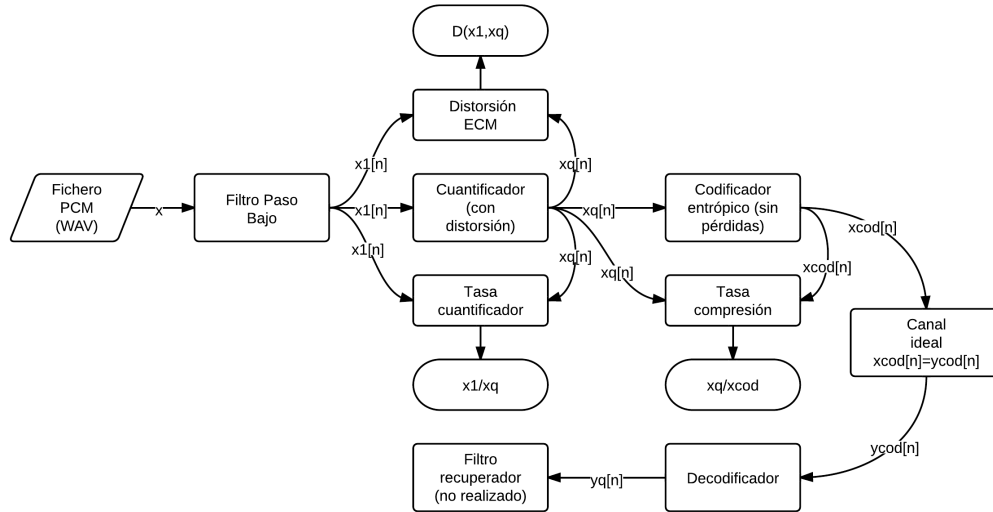 D(x1,xq)
Distorsión
ECM
x1[n]
xq[n]
Fichero
PCM
(WAV)
x
Filtro Paso
Bajo
x1[n]
Cuantificador
(con
distorsión)
xq[n]
Codificador
entrópico (sin
pérdidas)
xcod[n]
x1[n]
xq[n]
xq[n]
xcod[n]
Tasa
cuantificador
Tasa
compresión
Canal
ideal
xcod[n]=ycod[n]
x1/xq
xq/xcod
ycod[n]
Filtro
recuperador
(no realizado)
yq[n]
Decodificador